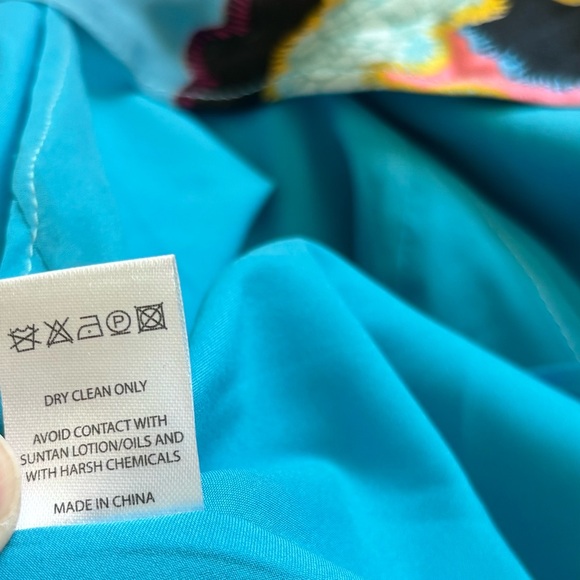 DRY CLEAN ONLY
AVOID CONTACT WITH
SUNTAN LOTION/OILS AND
WITH HARSH CHEMICALS
MADE IN CHINA